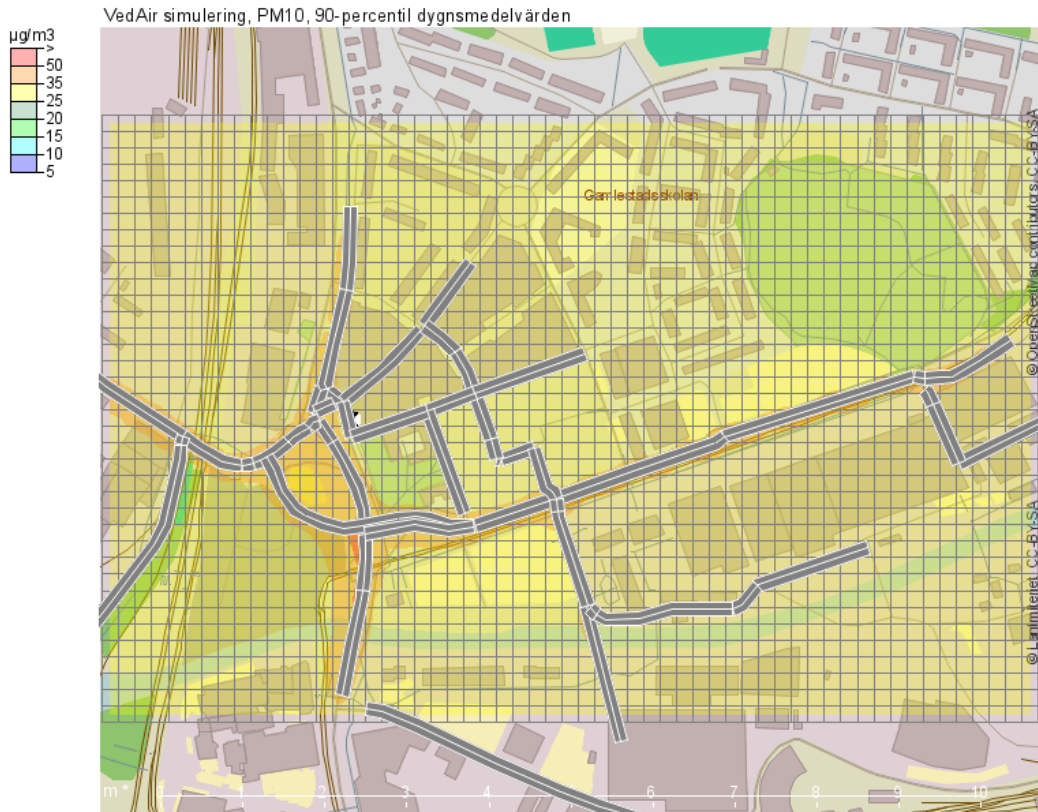 VedAir simulering, PM10, 90-percentil dygnsmedelvärden
µg/m3
>
50
35
25
20
15
10
5
Gamlestadsskolan
©OpenStreetMap contributors, CC-BY-SA
©Lantmäteriet CC-BY-SA
m * 0 1 2 3 4 5 6 7 8 9 10